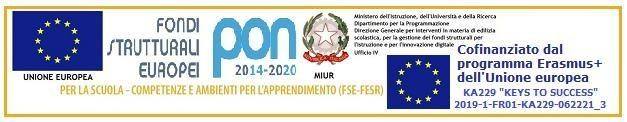 FONDI
STRUTTURALI
EUROPEI
pon
2014-2020
UNIONE EUROPEA
MIUR
Ministero dell'Istruzione, dell'Università e della Ricerca
Dipartimento per la Programmazione
Direzione Generale per interventi in materia di edilizia
scolastica, per la gestione dei fondi strutturali per
l'istruzione e per l'innovazione digitale
Ufficio IV
PER LA SCUOLA - COMPETENZE E AMBIENTI PER L'APPRENDIMENTO (FSE-FESR)
Cofinanziato dal
programma Erasmus+
dell'Unione europea
KA229 "KEYS TO SUCCESS"
2019-1-FR01-KA229-062221_3